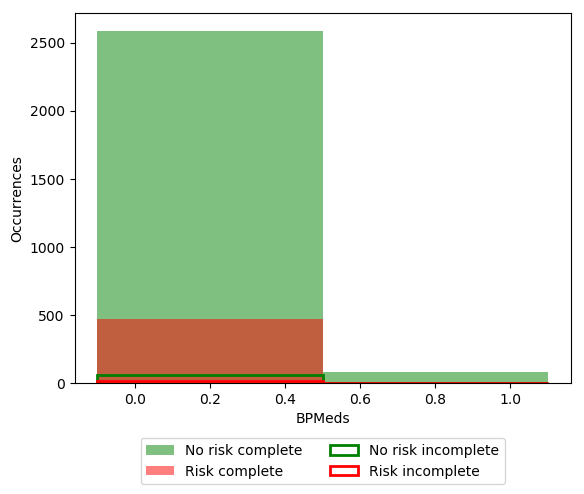 2500
2000
1500
1000
500
0
Occurrences
0.0 0.2 0.4 0.6 0.8 1.0
BPMeds
No risk complete No risk incomplete
Risk complete Risk incomplete